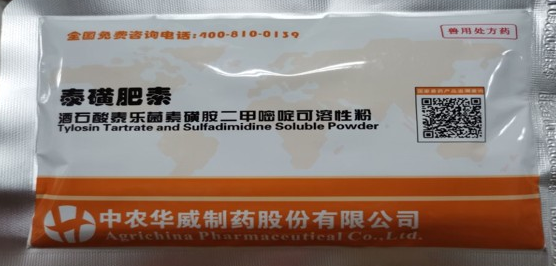 全国免费咨询电话:400-810-0139
兽用处方药
泰磺肥素
酒石酸泰乐菌素磺胺二甲嘧啶可溶性粉
Tylosin Tartrate and Sulfadimidine Soluble Powder
中农华威制药股份有限公司
Agrichina Pharmaceutical Co.,Ltd.